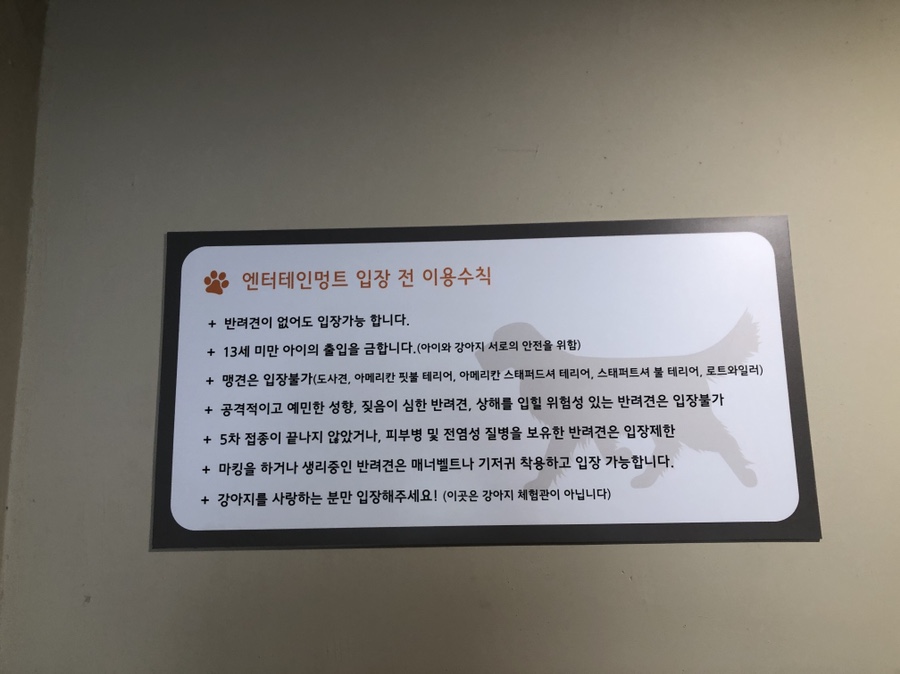 엔터테인멍트 입장 전 이용수칙
+ 반려견이 없어도 입장가능 합니다.
+ 13세 미만 아이의 출입을 금합니다.(아이와 강아지 서로의 안전을 위함)
+ 맹견은 입장불가(도사견, 아메리칸 핏불 테리어, 아메리칸 스태퍼드셔 테리어, 스태퍼트셔 불 테리어, 로트와일러)
+ 공격적이고 예민한 성향, 짖음이 심한 반려견, 상해를 입힐 위험성 있는 반려견은 입장불가
+ 5차 접종이 끝나지 않았거나, 피부병 및 전염성 질병을 보유한 반려견은 입장제한
+ 마킹을 하거나 생리중인 반려견은 매너벨트나 기저귀 착용하고 입장 가능합니다.
+ 강아지를 사랑하는 분만 입장해주세요! (이곳은 강아지 체험관이 아닙니다)